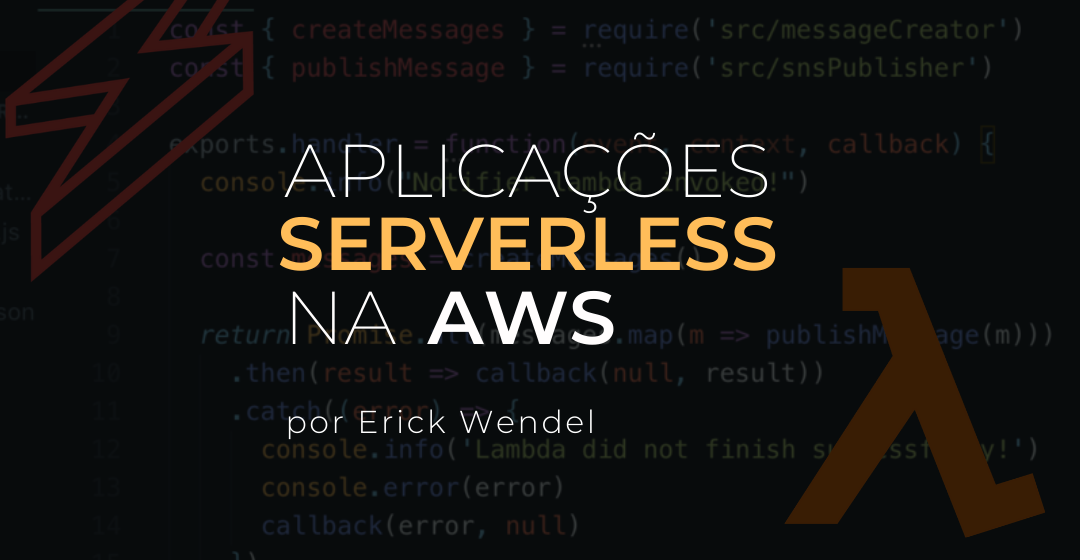 const { createMessages } = require('src/messageCreator')
const { publishMessage } = require('src/snsPublisher')
exports.handler = function(event, context, callback) {
console.info("Notifier Lambda invoked!")
const messages = createMessages()
return Promise.all(messages.map(m => publishMessage(m)))
.then(result => callback(null, result))
.catch((error) => {
console.info('Lambda did not finish successfully!')
console.error(error)
callback(error, null)
})
APLICAÇÕES
SERVERLESS
NA AWS
por Erick Wendel